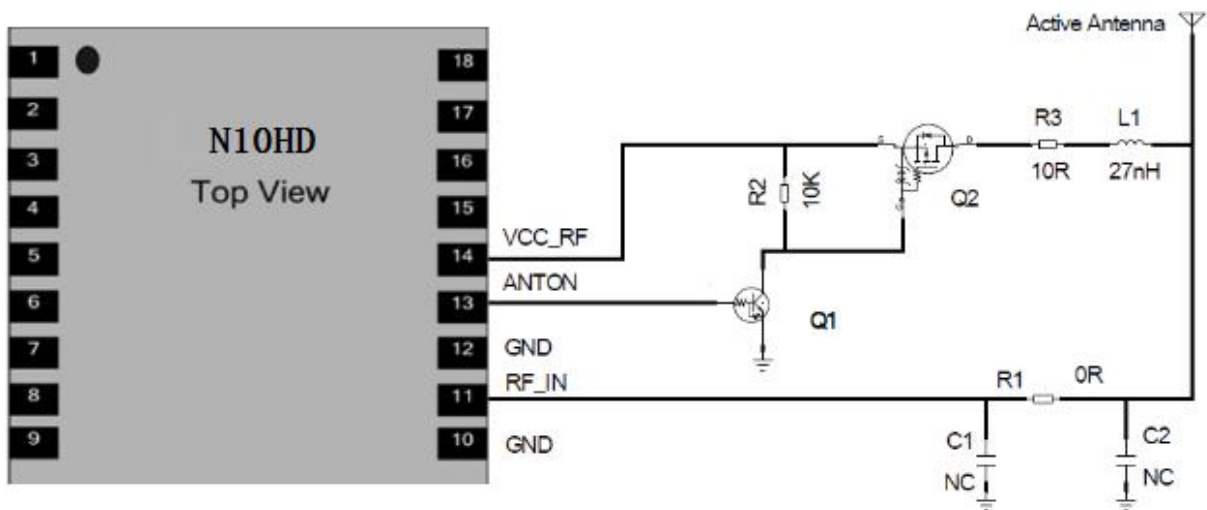 Active Antenna
1
18
2
17
N10HD
Top View
3
16
4
15
5
14
6
13
7
12
8
11
9
10
VCC_RF
ANTON
GND
RF_IN
GND
R2
10K
S
D
G
Q2
R3
10R
L1
27nH
Q1
R1
0R
C1
NC
C2
NC